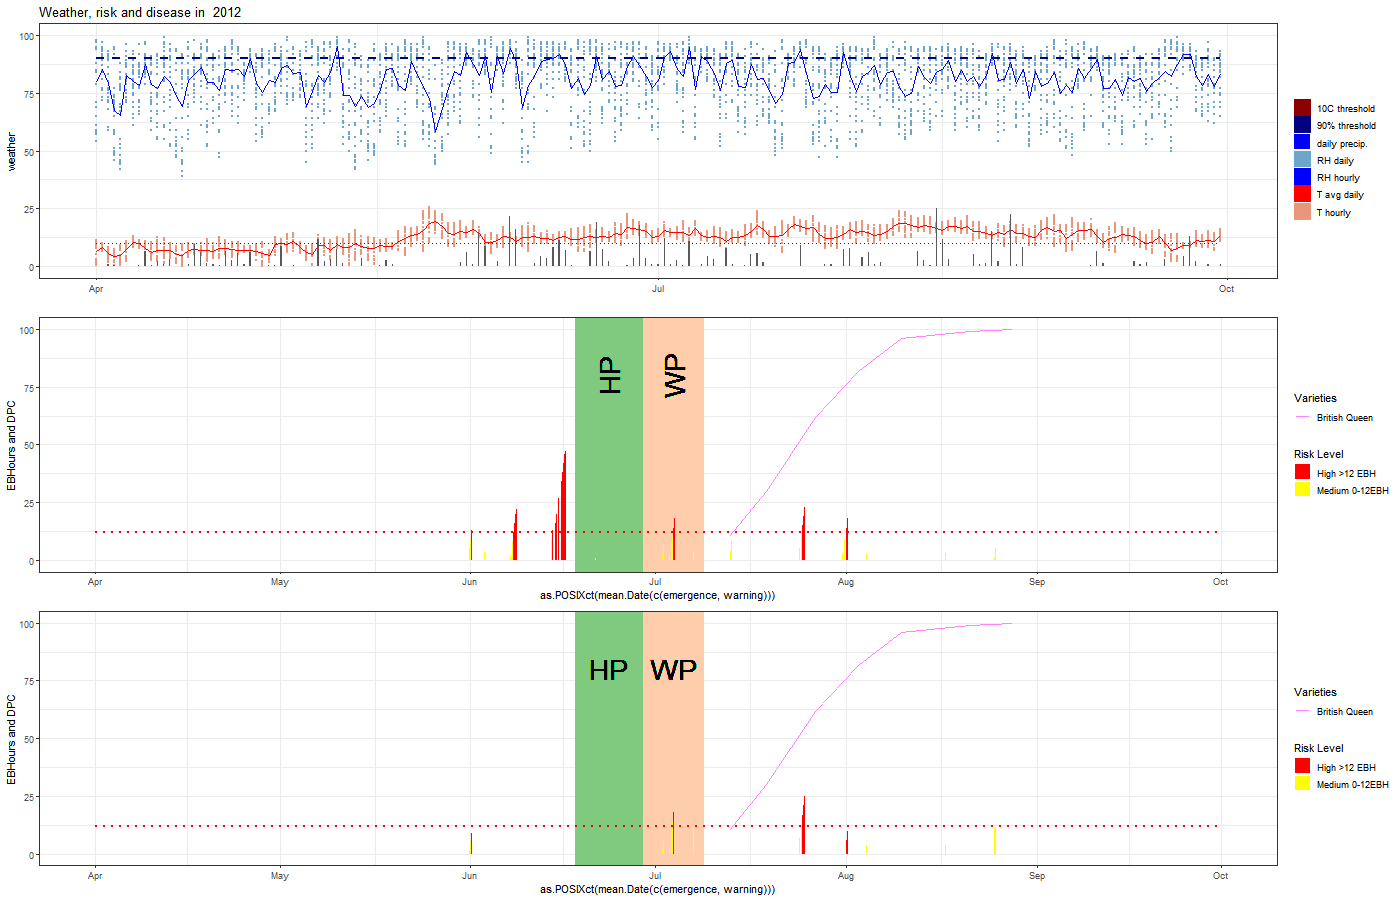 Weather, risk and disease in  2012
100
75
50
25
0
weather
Apr
Jul
Oct
10C threshold
90% threshold
daily precip.
RH daily
RH hourly
T avg daily
T hourly
100
75
50
25
0
EBHours and DPC
HP
WP
Apr
May
Jun
Jul
Aug
Sep
Oct
as.POSIXct(mean.Date(c(emergence, warning)))
Varieties
British Queen
Risk Level
High >12 EBH
Medium 0-12EBH
100
75
50
25
0
EBHours and DPC
HP
WP
Apr
May
Jun
Jul
Aug
Sep
Oct
as.POSIXct(mean.Date(c(emergence, warning)))
Varieties
British Queen
Risk Level
High >12 EBH
Medium 0-12EBH